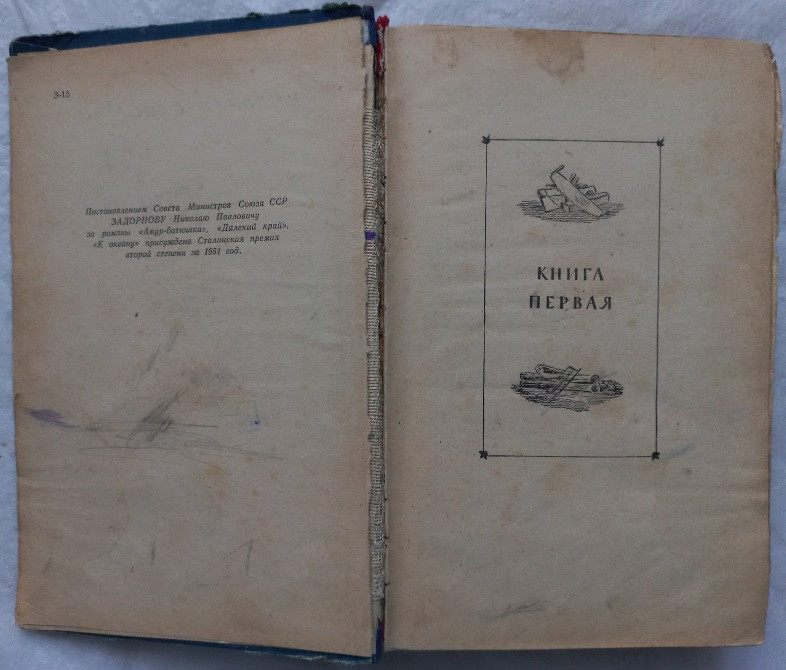 З-15
Постановлением Совета Министров Союза ССР
ЗАДОРНОВУ Николаю Павловичу
за романы «Амур-батюшка», «Далекий край»,
«К океану» присуждена Сталинская премия
второй степени за 1951 год.
КНИГА
ПЕРВАЯ